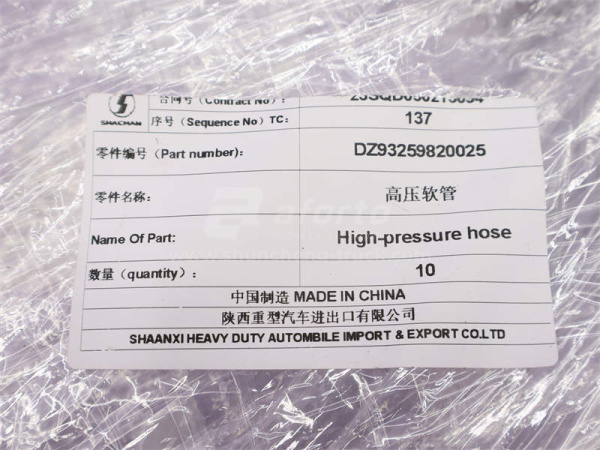 合同号（Contract No）：
SHACMAN 序号（Sequence No）TC： 137
零件编号（Part number)： DZ93259820025
零件名称： 高压软管
aforto
Name Of Part: High-pressure hose
数量（quantity）： 10
中国制造 MADE IN CHINA
陕西重型汽车进出口有限公司
SHAANXI HEAVY DUTY AUTOMBILE IMPORT & EXPORT CO.LTD